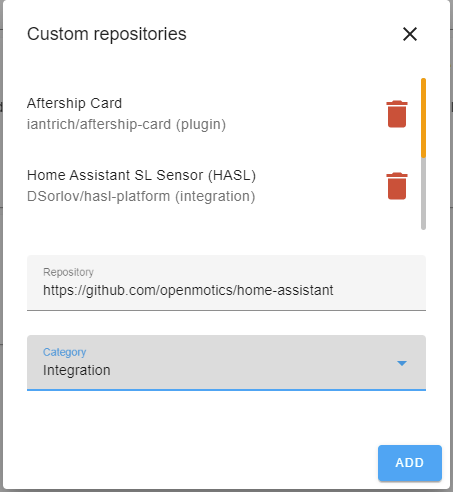 Custom repositories
Aftership Card
iantrich/aftership-card (plugin)
Home Assistant SL Sensor (HASL)
DSorlov/hasl-platform (integration)
Repository
https://github.com/openmotics/home-assistant
Category
Integration
ADD